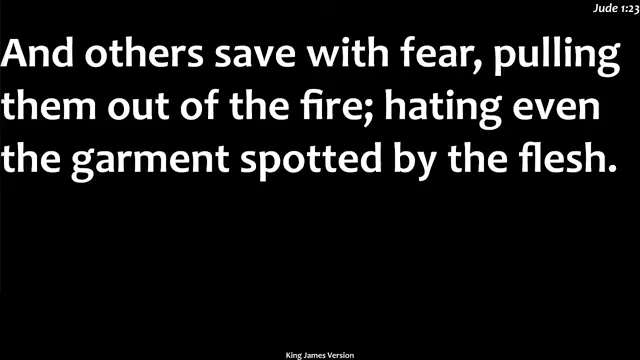 Jude 1:23
And others save with fear, pulling
them out of the fire; hating even
the garment spotted by the flesh.
King James Version